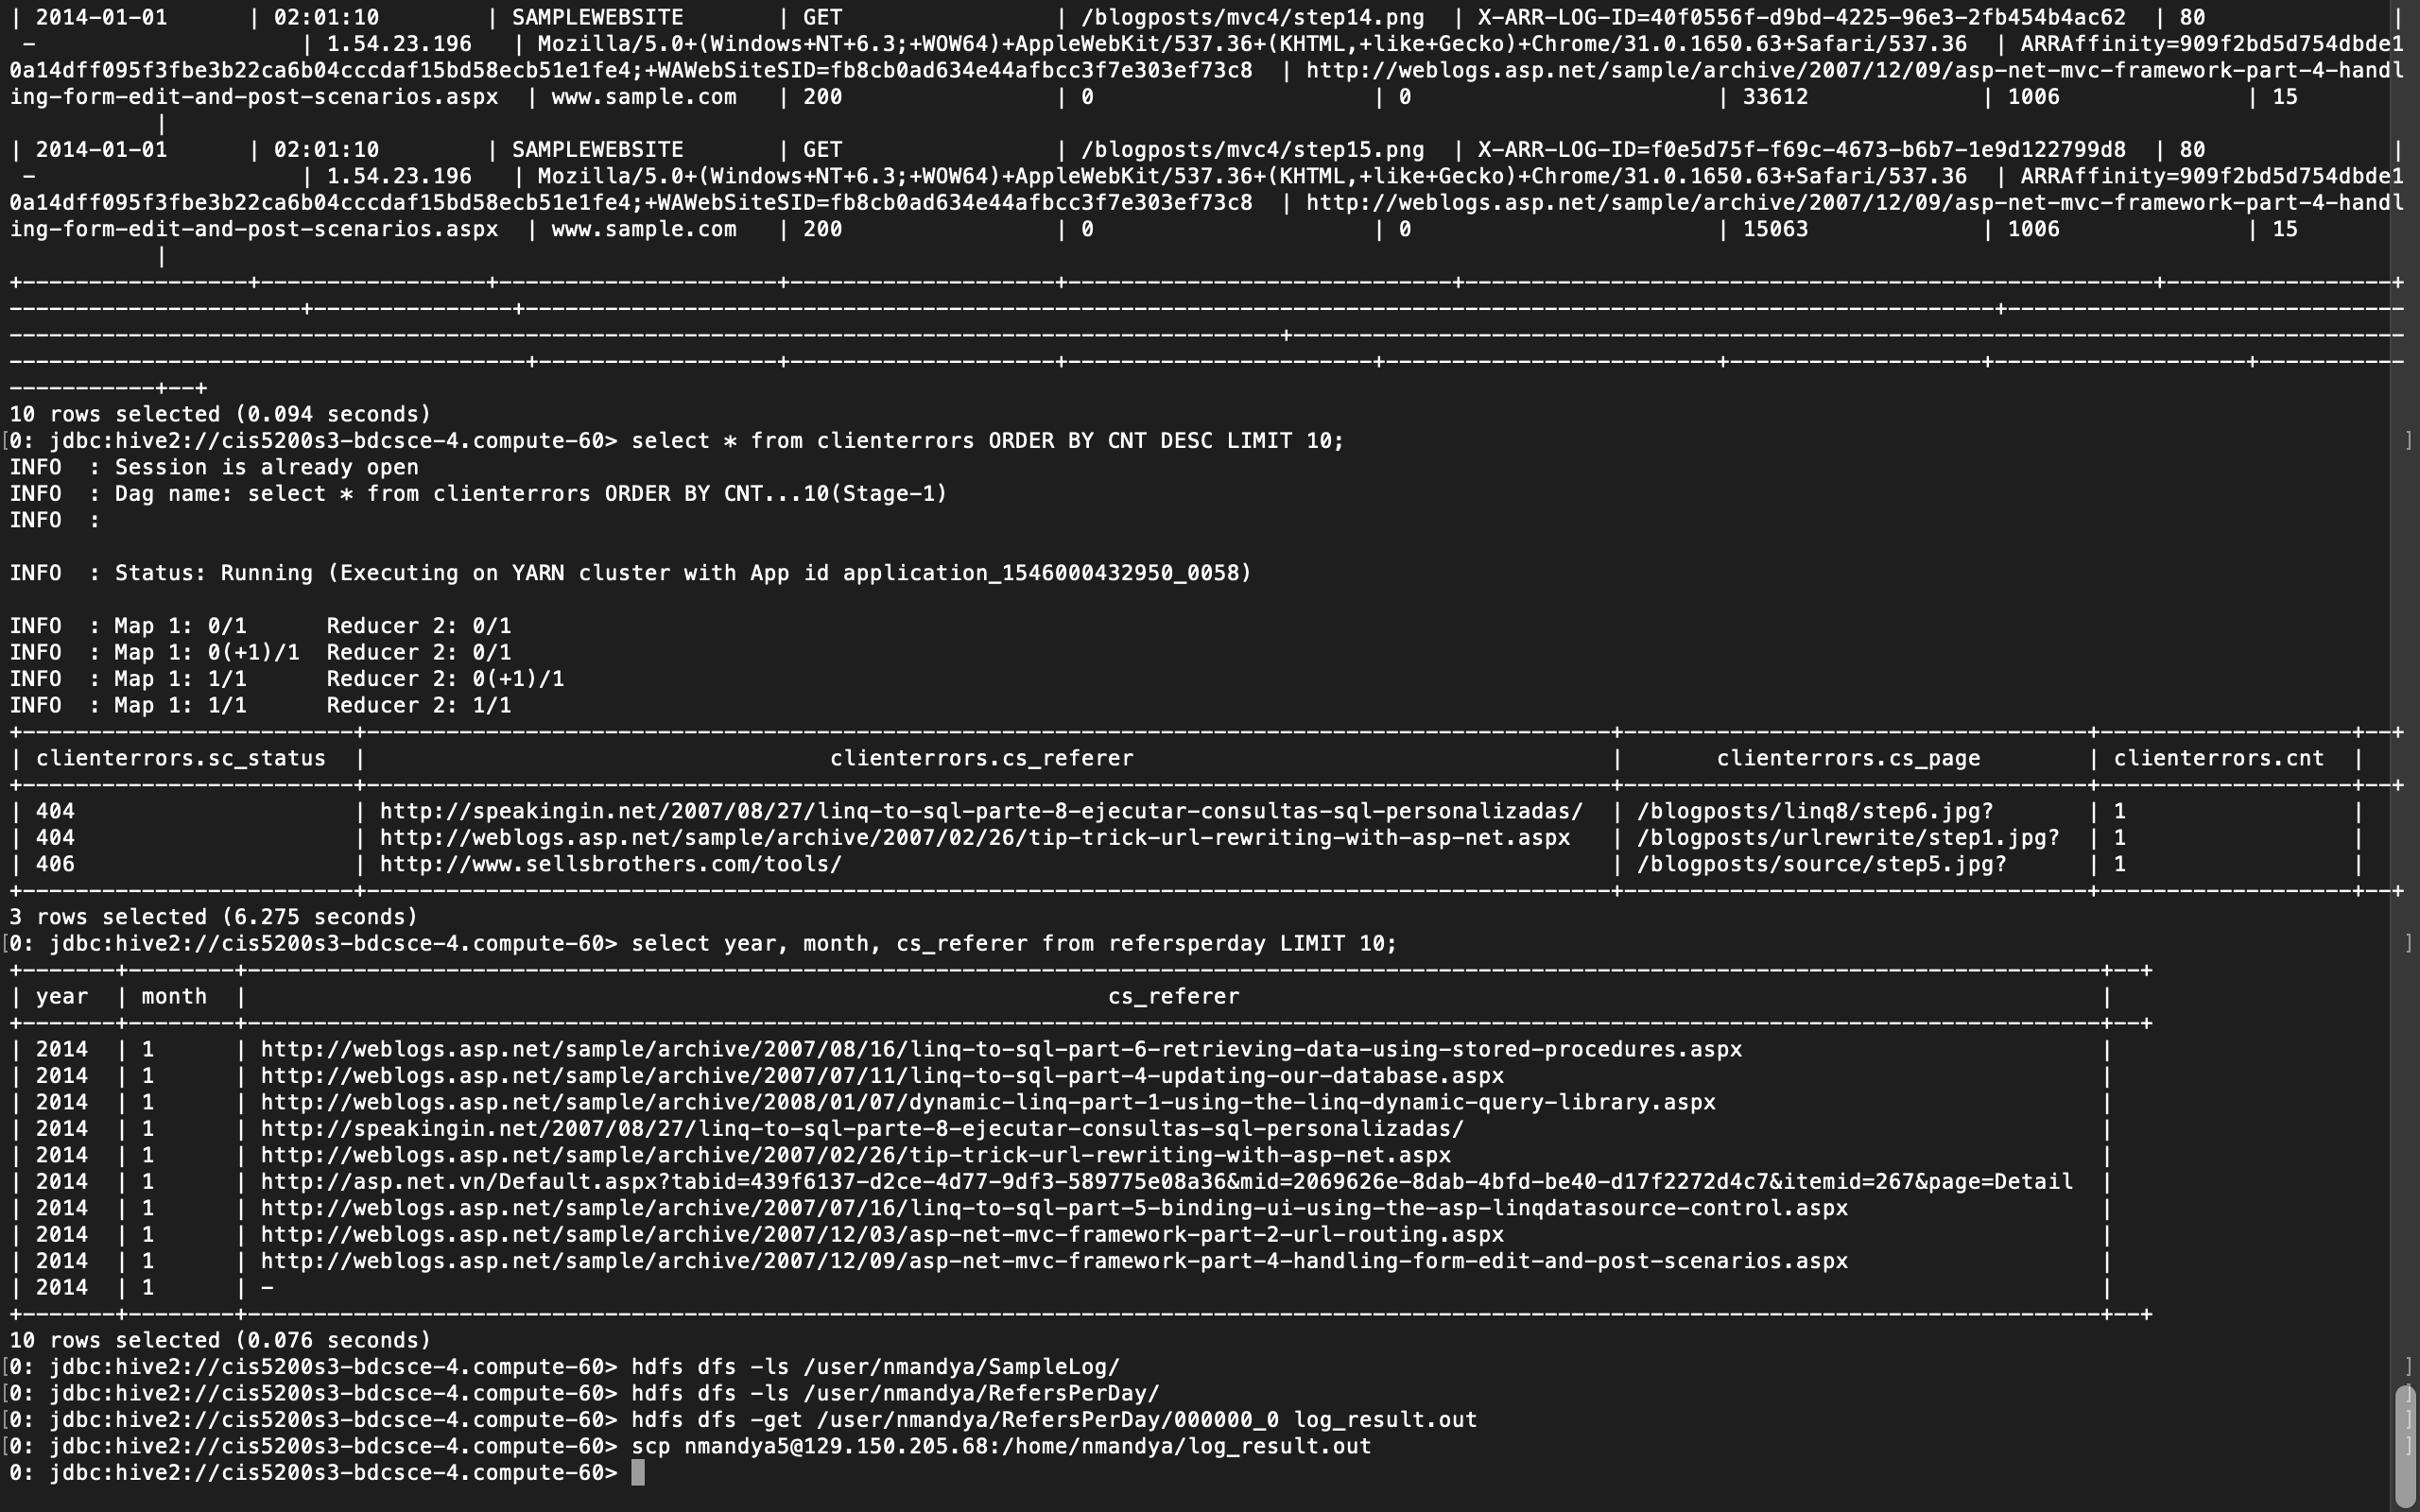 | 2014-01-01      | 02:01:10        | SAMPLEWEBSITE       | GET                | /blogposts/mvc4/step14.png  | X-ARR-LOG-ID=40f0556f-d9bd-4225-96e3-2fb454b4ac62  | 80              |
 -                    | 1.54.23.196   | Mozilla/5.0+(Windows+NT+6.3;+WOW64)+AppleWebKit/537.36+(KHTML,+like+Gecko)+Chrome/31.0.1650.63+Safari/537.36  | ARRAffinity=909f2bd5d754dbde1
0a14dff095f3fbe3b22ca6b04cccdaf15bd58ecb51e1fe4;+WAWebSiteSID=fb8cb0ad634e44afbcc3f7e303ef73c8  | http://weblogs.asp.net/sample/archive/2007/12/09/asp-net-mvc-framework-part-4-handl
ing-form-edit-and-post-scenarios.aspx  | www.sample.com   | 200                | 0                       | 0                       | 33612             | 1006              | 15
           |
| 2014-01-01      | 02:01:10        | SAMPLEWEBSITE       | GET                | /blogposts/mvc4/step15.png  | X-ARR-LOG-ID=f0e5d75f-f69c-4673-b6b7-1e9d122799d8  | 80              |
 -                    | 1.54.23.196   | Mozilla/5.0+(Windows+NT+6.3;+WOW64)+AppleWebKit/537.36+(KHTML,+like+Gecko)+Chrome/31.0.1650.63+Safari/537.36  | ARRAffinity=909f2bd5d754dbde1
0a14dff095f3fbe3b22ca6b04cccdaf15bd58ecb51e1fe4;+WAWebSiteSID=fb8cb0ad634e44afbcc3f7e303ef73c8  | http://weblogs.asp.net/sample/archive/2007/12/09/asp-net-mvc-framework-part-4-handl
ing-form-edit-and-post-scenarios.aspx  | www.sample.com   | 200                | 0                       | 0                       | 15063             | 1006              | 15
           |
10 rows selected (0.094 seconds)
[0: jdbc:hive2://cis5200s3-bdcsce-4.compute-60> select * from clienterrors ORDER BY CNT DESC LIMIT 10; ]
INFO  : Session is already open
INFO  : Dag name: select * from clienterrors ORDER BY CNT...10(Stage-1)
INFO  :
INFO  : Status: Running (Executing on YARN cluster with App id application_1546000432950_0058)
INFO  : Map 1: 0/1      Reducer 2: 0/1
INFO  : Map 1: 0(+1)/1  Reducer 2: 0/1
INFO  : Map 1: 1/1      Reducer 2: 0(+1)/1
INFO  : Map 1: 1/1      Reducer 2: 1/1
| clienterrors.sc_status  | clienterrors.cs_referer | clienterrors.cs_page | clienterrors.cnt  |
| 404 | http://speakingin.net/2007/08/27/linq-to-sql-parte-8-ejecutar-consultas-sql-personalizadas/  | /blogposts/linq8/step6.jpg? | 1 |
| 404 | http://weblogs.asp.net/sample/archive/2007/02/26/tip-trick-url-rewriting-with-asp-net.aspx | /blogposts/urlrewrite/step1.jpg?  | 1 |
| 406 | http://www.sellsbrothers.com/tools/ | /blogposts/source/step5.jpg? | 1 |
3 rows selected (6.275 seconds)
[0: jdbc:hive2://cis5200s3-bdcsce-4.compute-60> select year, month, cs_referer from refersperday LIMIT 10; ]
| year  | month  | cs_referer |
| 2014  | 1      | http://weblogs.asp.net/sample/archive/2007/08/16/linq-to-sql-part-6-retrieving-data-using-stored-procedures.aspx |
| 2014  | 1      | http://weblogs.asp.net/sample/archive/2007/07/11/linq-to-sql-part-4-updating-our-database.aspx |
| 2014  | 1      | http://weblogs.asp.net/sample/archive/2008/01/07/dynamic-linq-part-1-using-the-linq-dynamic-query-library.aspx |
| 2014  | 1      | http://speakingin.net/2007/08/27/linq-to-sql-parte-8-ejecutar-consultas-sql-personalizadas/ |
| 2014  | 1      | http://weblogs.asp.net/sample/archive/2007/02/26/tip-trick-url-rewriting-with-asp-net.aspx |
| 2014  | 1      | http://asp.net.vn/Default.aspx?tabid=439f6137-d2ce-4d77-9df3-589775e08a36&mid=2069626e-8dab-4bfd-be40-d17f2272d4c7&itemid=267&page=Detail |
| 2014  | 1      | http://weblogs.asp.net/sample/archive/2007/07/16/linq-to-sql-part-5-binding-ui-using-the-asp-linqdatasource-control.aspx |
| 2014  | 1      | http://weblogs.asp.net/sample/archive/2007/12/03/asp-net-mvc-framework-part-2-url-routing.aspx |
| 2014  | 1      | http://weblogs.asp.net/sample/archive/2007/12/09/asp-net-mvc-framework-part-4-handling-form-edit-and-post-scenarios.aspx |
| 2014  | 1      | - |
10 rows selected (0.076 seconds)
[0: jdbc:hive2://cis5200s3-bdcsce-4.compute-60> hdfs dfs -ls /user/nmandya/SampleLog/ ]
[0: jdbc:hive2://cis5200s3-bdcsce-4.compute-60> hdfs dfs -ls /user/nmandya/RefersPerDay/ ]
[0: jdbc:hive2://cis5200s3-bdcsce-4.compute-60> hdfs dfs -get /user/nmandya/RefersPerDay/000000_0 log_result.out ]
[0: jdbc:hive2://cis5200s3-bdcsce-4.compute-60> scp nmandya5@129.150.205.68:/home/nmandya/log_result.out ]
0: jdbc:hive2://cis5200s3-bdcsce-4.compute-60>